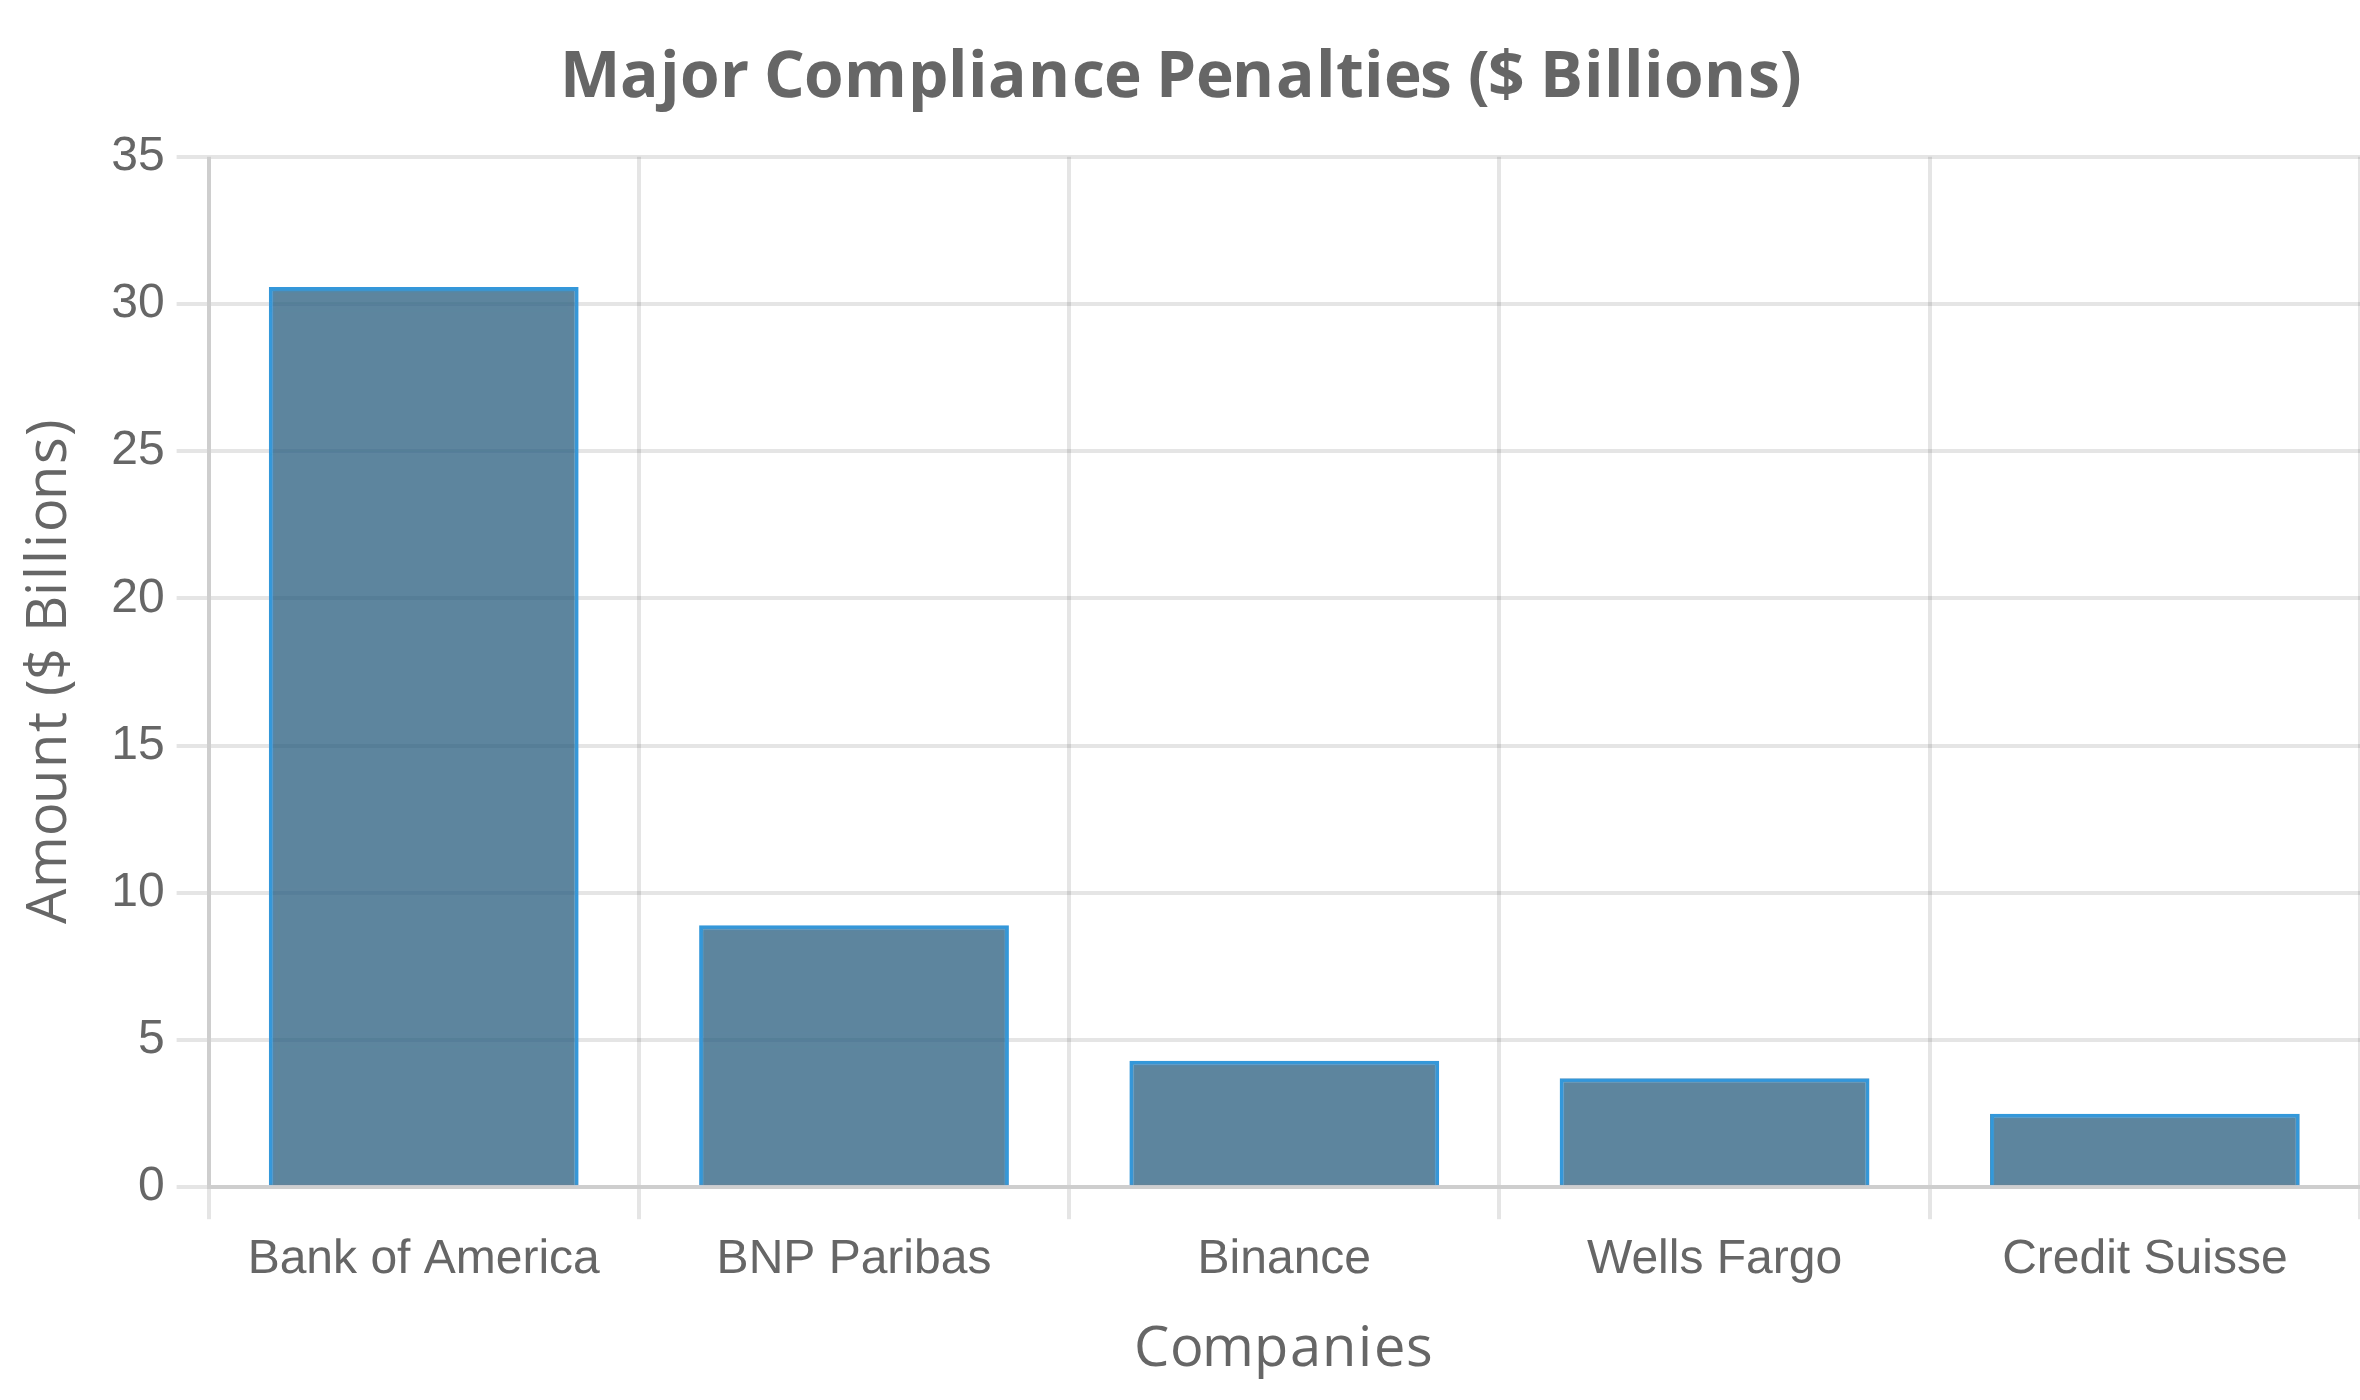 Major Compliance Penalties ($ Billions)
Amount ($ Billions)
35
30
25
20
15
10
5
0
Bank of America BNP Paribas Binance Wells Fargo Credit Suisse
Companies